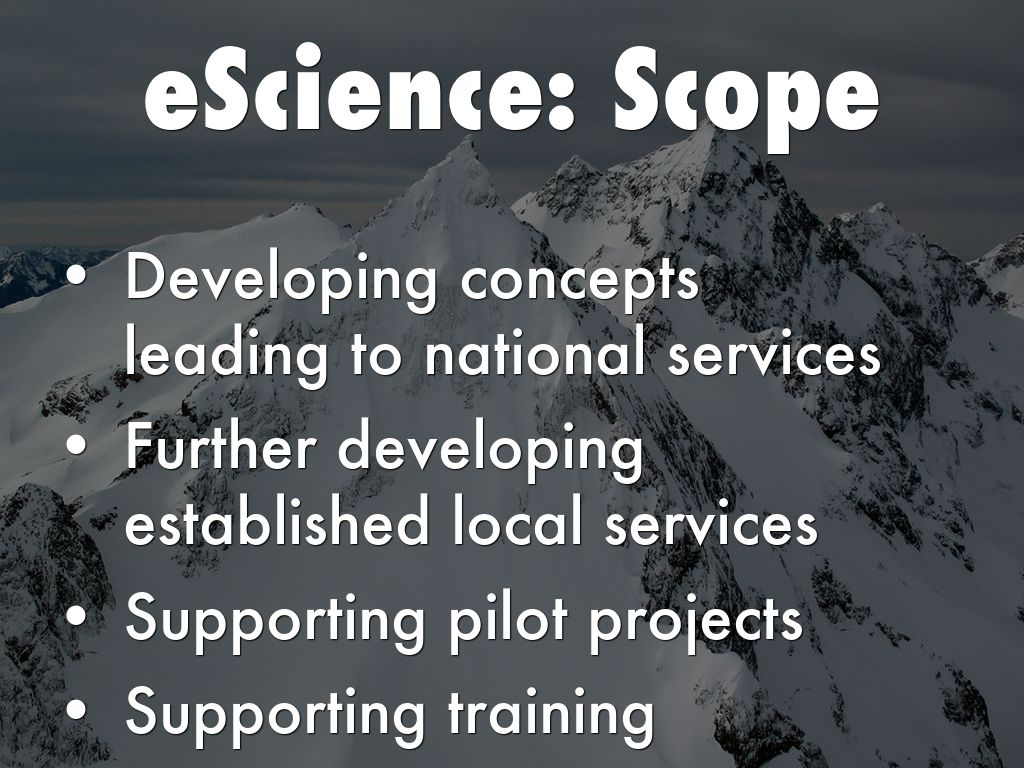 eScience: Scope
• Developing concepts
leading to national services
• Further developing
established local services
• Supporting pilot projects
• Supporting training